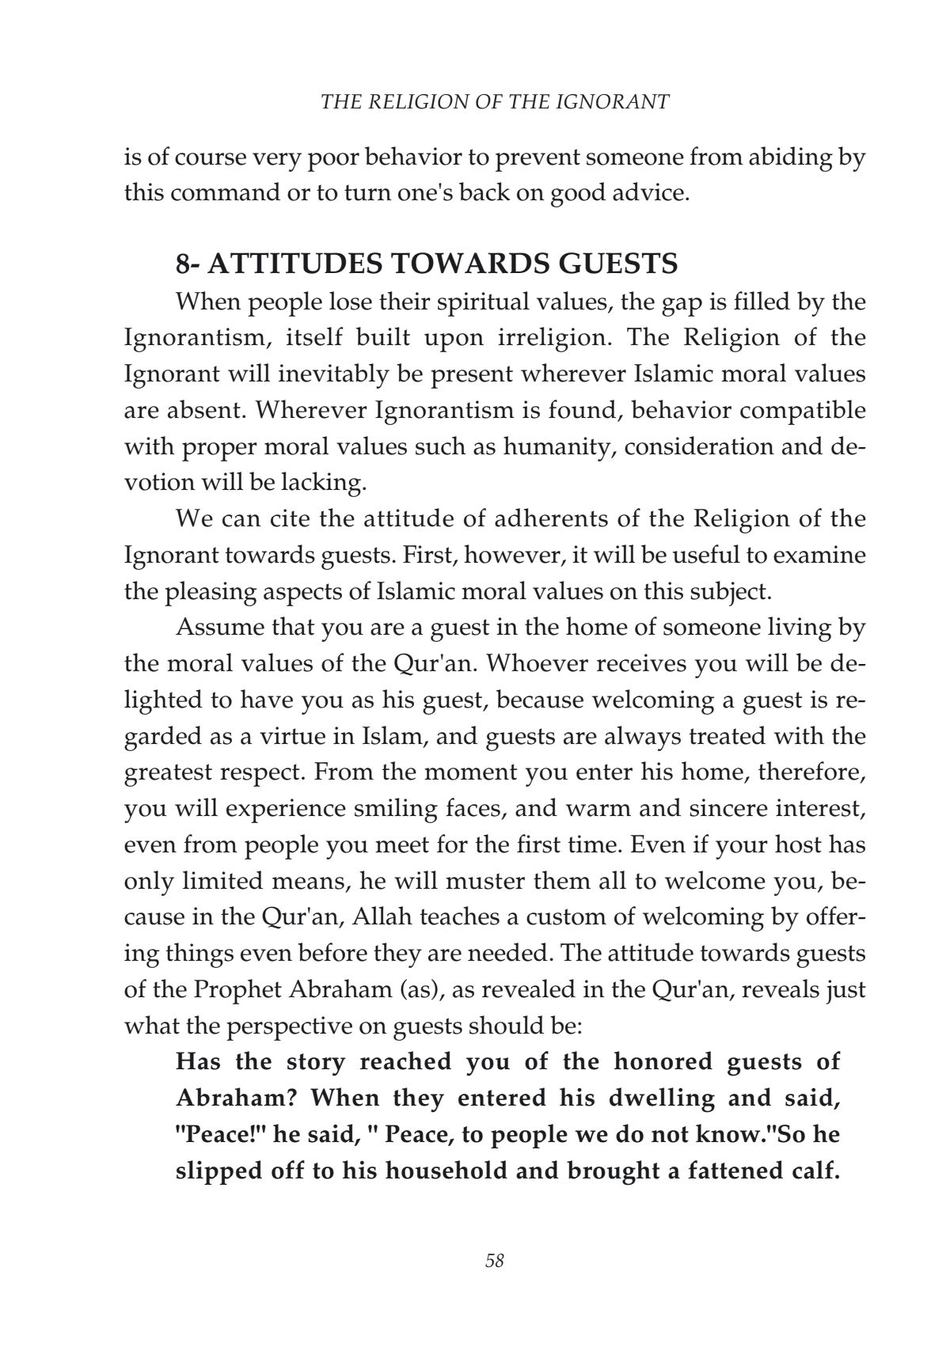 THE RELIGION OF THE IGNORANT
is of course very poor behavior to prevent someone from abiding by
this command or to turn one's back on good advice.
8- ATTITUDES TOWARDS GUESTS
When people lose their spiritual values, the gap is filled by the
Ignorantism, itself built upon irreligion. The Religion of the
Ignorant will inevitably be present wherever Islamic moral values
are absent. Wherever Ignorantism is found, behavior compatible
with proper moral values such as humanity, consideration and de-
votion will be lacking.
We can cite the attitude of adherents of the Religion of the
Ignorant towards guests. First, however, it will be useful to examine
the pleasing aspects of Islamic moral values on this subject.
Assume that you are a guest in the home of someone living by
the moral values of the Qur'an. Whoever receives you will be de-
lighted to have you as his guest, because welcoming a guest is re-
garded as a virtue in Islam, and guests are always treated with the
greatest respect. From the moment you enter his home, therefore,
you will experience smiling faces, and warm and sincere interest,
even from people you meet for the first time. Even if your host has
only limited means, he will muster them all to welcome you, be-
cause in the Qur'an, Allah teaches a custom of welcoming by offer-
ing things even before they are needed. The attitude towards guests
of the Prophet Abraham (as), as revealed in the Qur'an, reveals just
what the perspective on guests should be:
Has the story reached you of the honored guests of
Abraham? When they entered his dwelling and said,
"Peace!" he said, " Peace, to people we do not know."So he
slipped off to his household and brought a fattened calf.
58